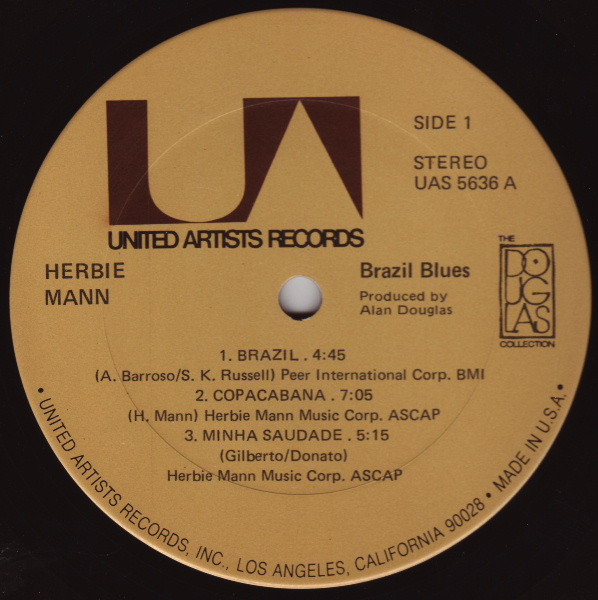 UA
UNITED ARTISTS RECORDS
SIDE 1
STEREO
UAS 5636 A
HERBIE
MANN
Brazil Blues
Produced by
Alan Douglas
THE
DOUGLAS
COLLECTION
1. BRAZIL . 4:45
(A. Barroso/S. K. Russell) Peer International Corp. BMI
2. COPACABANA . 7:05
(H. Mann) Herbie Mann Music Corp. ASCAP
3. MINHA SAUDADE . 5:15
(Gilberto/Donato)
Herbie Mann Music Corp. ASCAP
• UNITED ARTISTS RECORDS, INC., LOS ANGELES, CALIFORNIA 90028 • MADE IN U.S.A. •